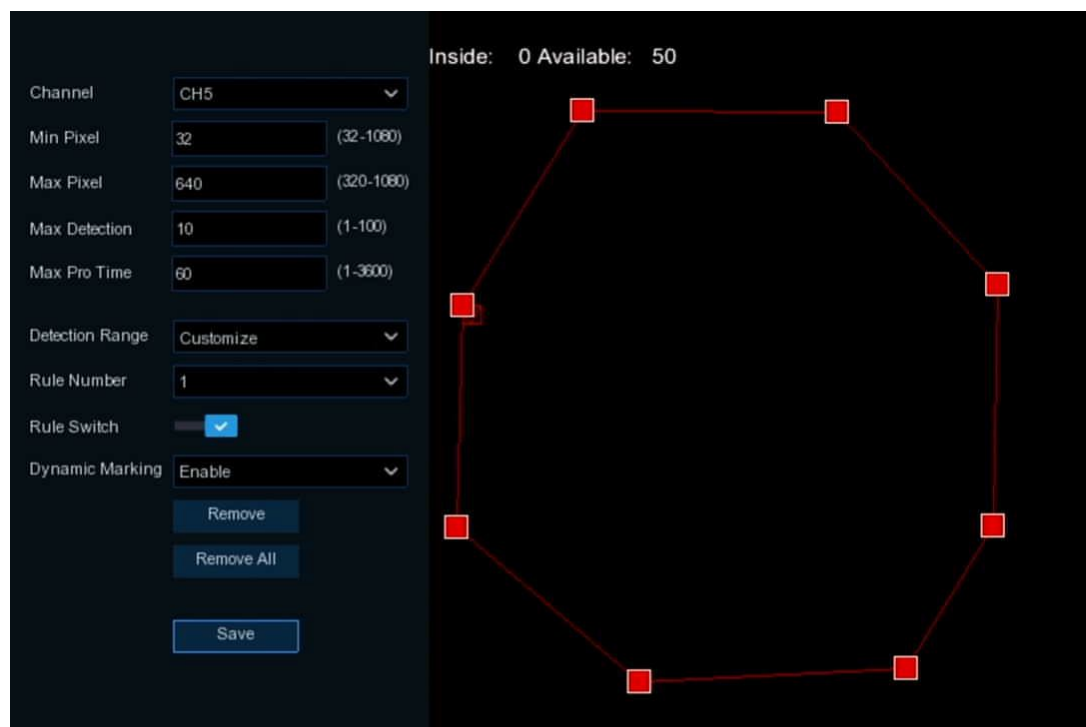 Inside: 0 Available: 50
Channel CH5
Min Pixel 32 (32-1080)
Max Pixel 640 (320-1080)
Max Detection 10 (1-100)
Max Pro Time 60 (1-3600)
Detection Range Customize
Rule Number 1
Rule Switch
Dynamic Marking Enable
Remove
Remove All
Save